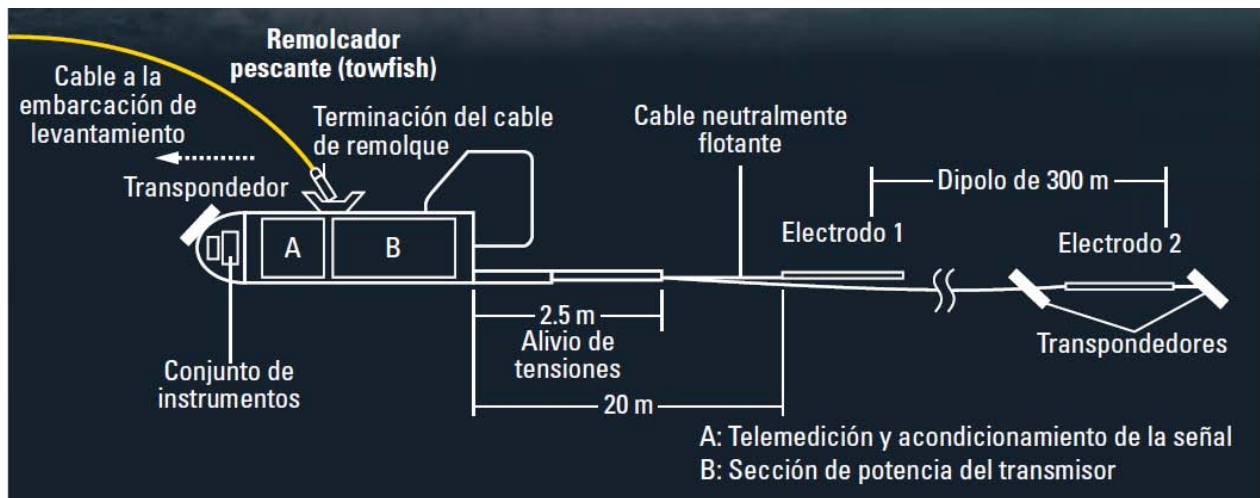 Remolcador
pescante (towfish)
Cable a la
embarcación de
levantamiento
Terminación del cable
de remolque
Cable neutralmente
flotante
Dipolo de 300 m
Transpondedor
A
B
Electrodo 1
Electrodo 2
2.5 m
Alivio de
tensiones
Transpondedores
Conjunto de
instrumentos
20 m
A: Telemedición y acondicionamiento de la señal
B: Sección de potencia del transmisor